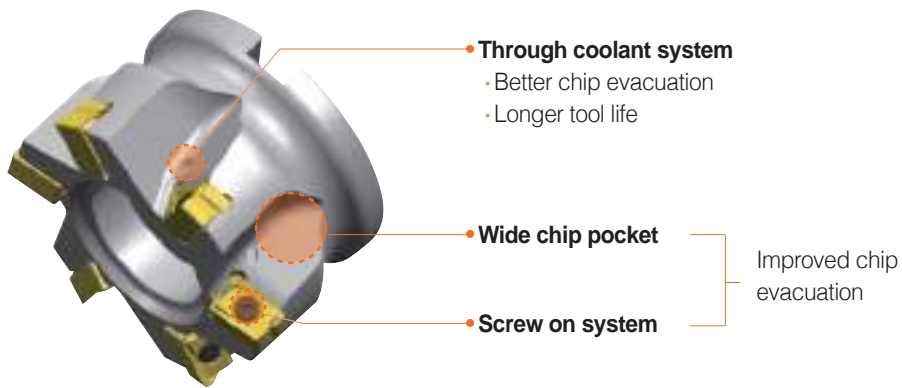 Through coolant system
· Better chip evacuation
· Longer tool life
Wide chip pocket
Improved chip
evacuation
Screw on system